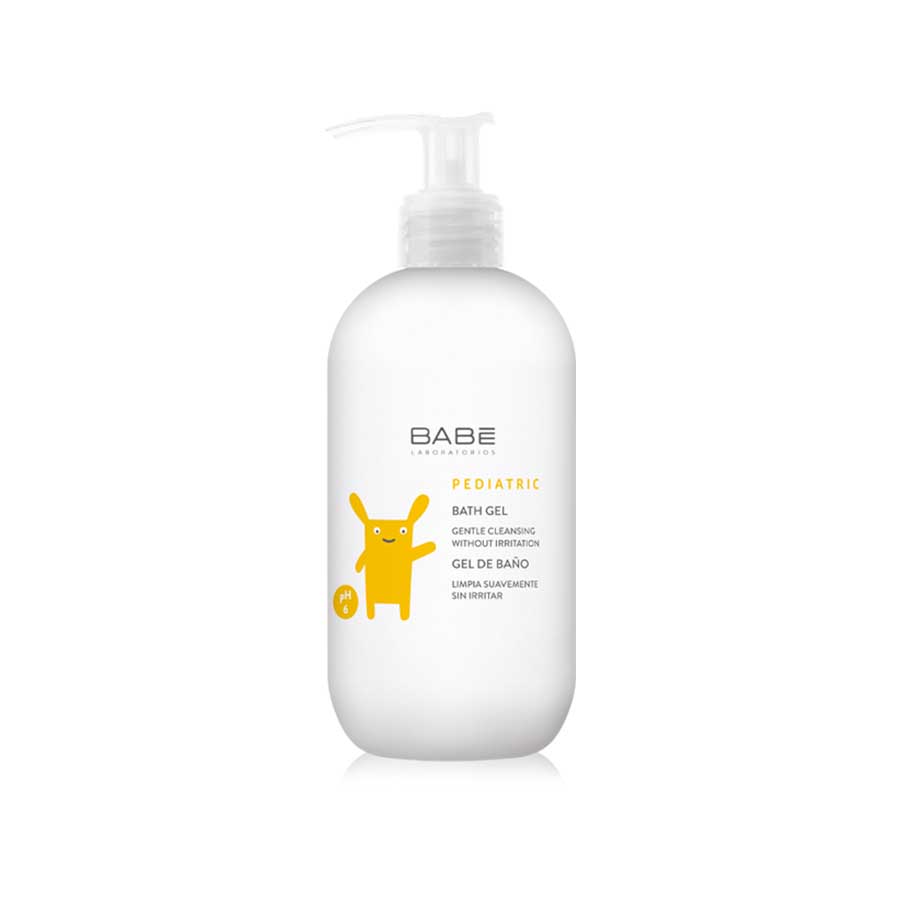 BABĒ
LABORATORIOS
PEDIATRIC
BATH GEL
GENTLE CLEANSING
WITHOUT IRRITATION
GEL DE BAÑO
LIMPIA SUAVEMENTE
SIN IRRITAR
pH
6